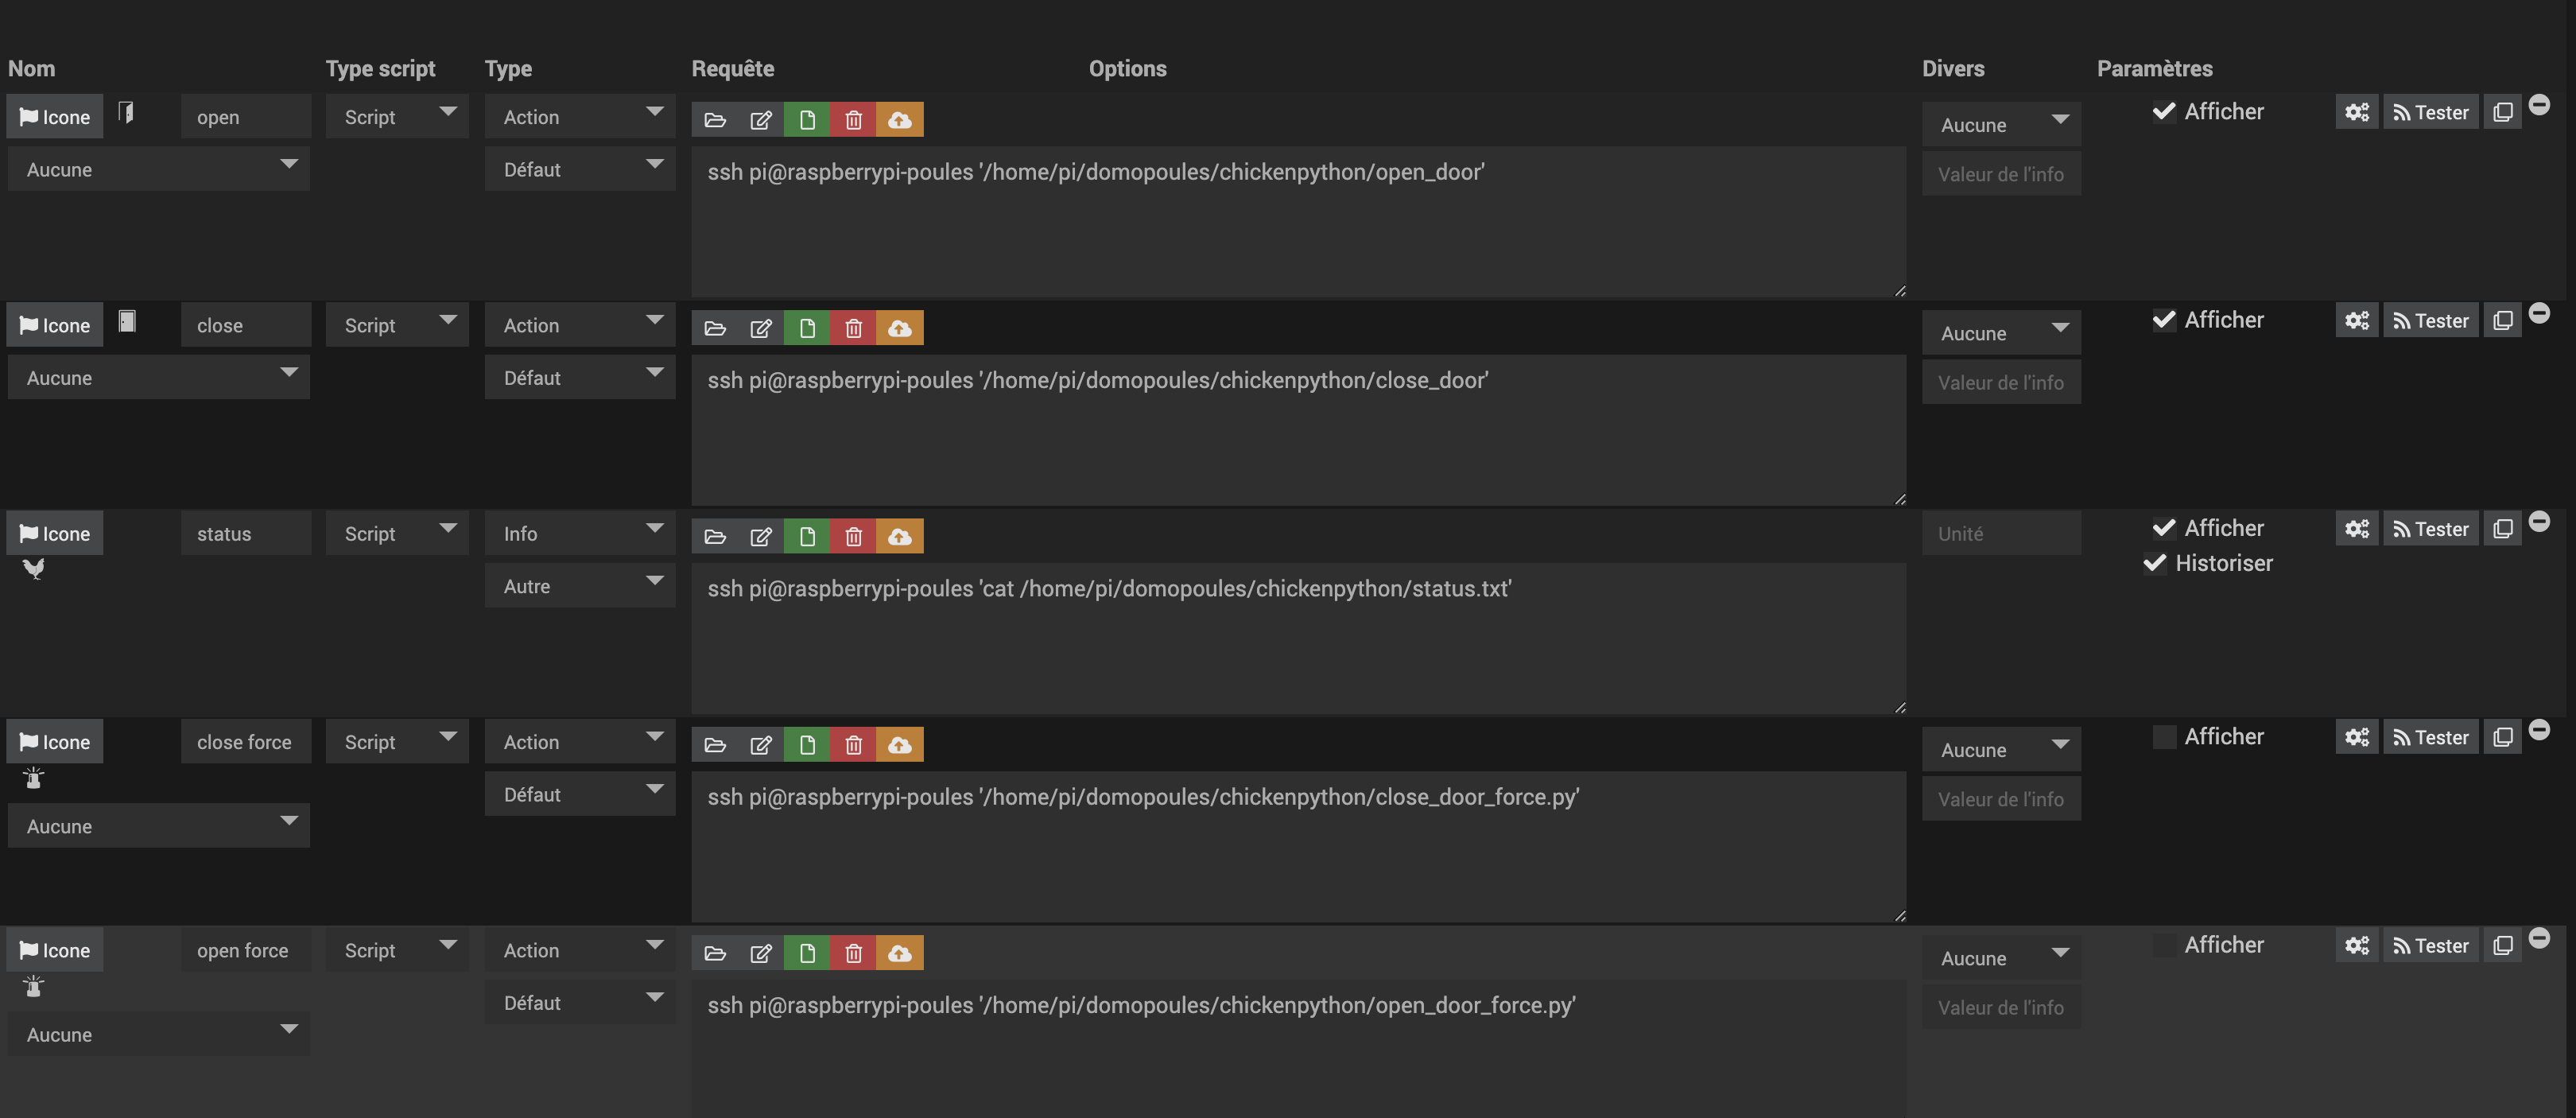 Nom Type script Type Requête Options Divers Paramètres
Icone open Script Action Aucune Afficher Tester
Aucune Défaut ssh pi@raspberrypi-poules '/home/pi/domopoules/chickenpython/open_door' Valeur de l'info
Icone close Script Action Aucune Afficher Tester
Aucune Défaut ssh pi@raspberrypi-poules '/home/pi/domopoules/chickenpython/close_door' Valeur de l'info
Icone status Script Info Unité Afficher Tester
Historiser
Autre ssh pi@raspberrypi-poules 'cat /home/pi/domopoules/chickenpython/status.txt'
Icone close force Script Action Aucune Afficher Tester
Défaut ssh pi@raspberrypi-poules '/home/pi/domopoules/chickenpython/close_door_force.py' Valeur de l'info
Aucune
Icone open force Script Action Aucune Afficher Tester
Défaut ssh pi@raspberrypi-poules '/home/pi/domopoules/chickenpython/open_door_force.py' Valeur de l'info
Aucune